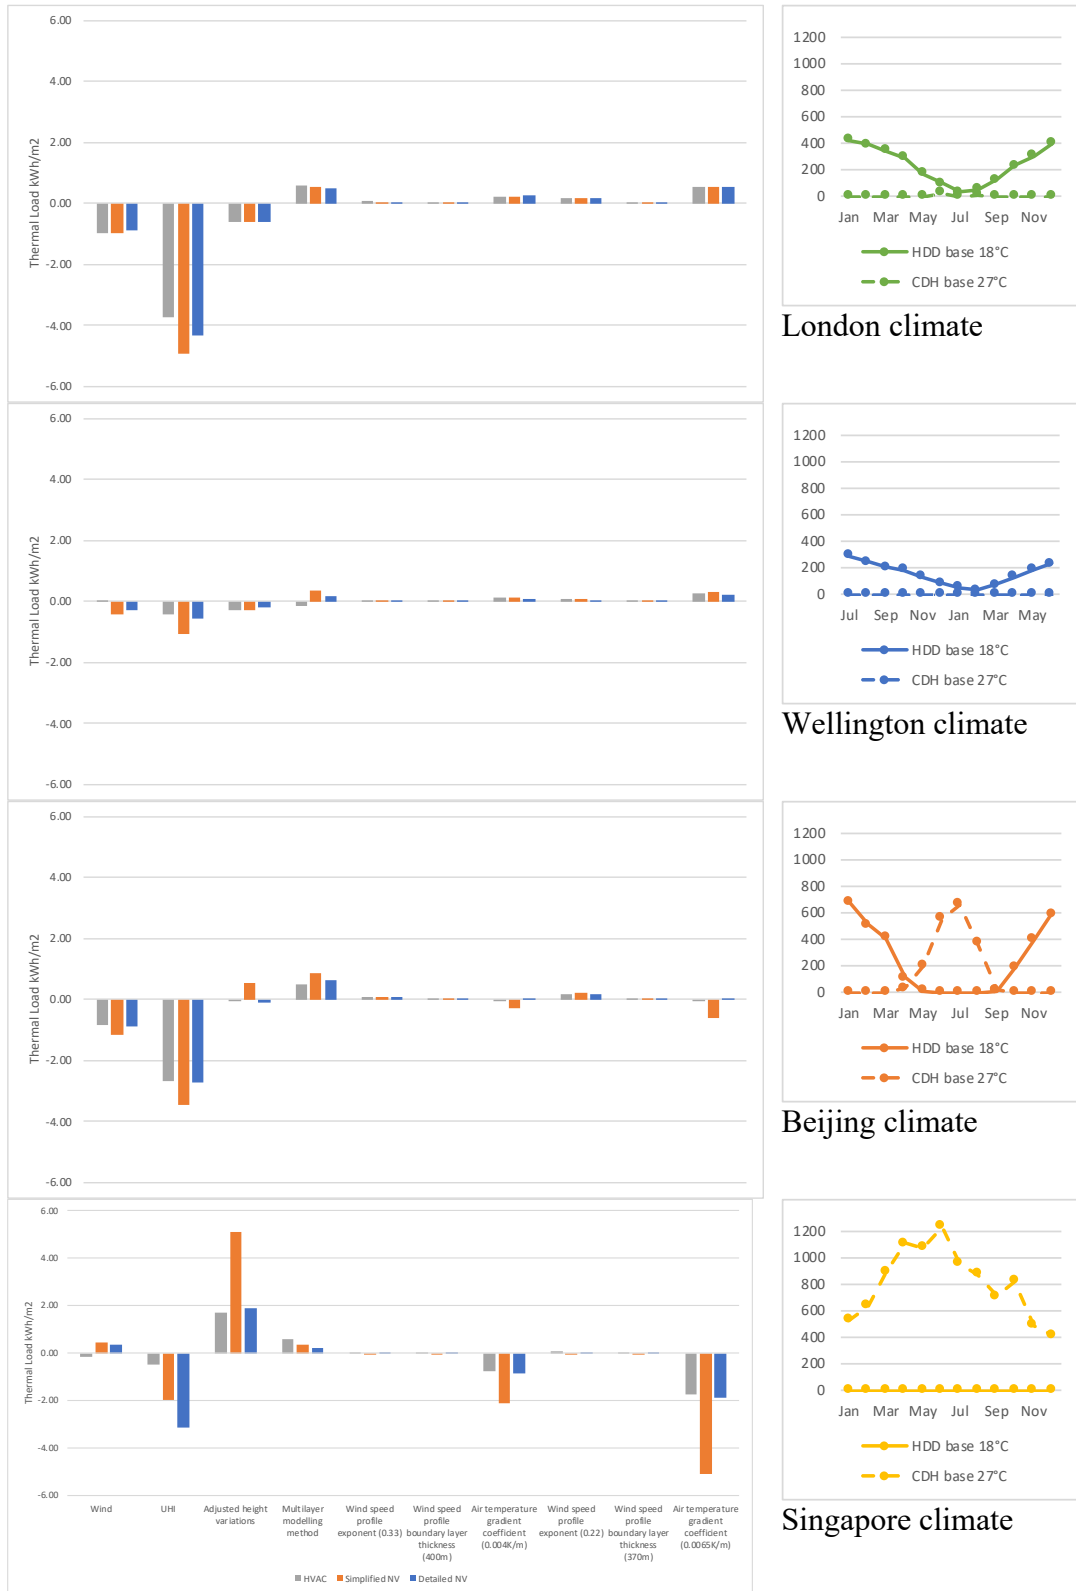 6.00
4.00
2.00
0.00
-2.00
-4.00
-6.00
Thermal Load kWh/m2
1200
1000
800
600
400
200
0
Jan Mar May Jul Sep Nov
HDD base 18°C
CDH base 27°C
London climate
6.00
4.00
2.00
0.00
-2.00
-4.00
-6.00
Thermal Load kWh/m2
1200
1000
800
600
400
200
0
Jul Sep Nov Jan Mar May
HDD base 18°C
CDH base 27°C
Wellington climate
6.00
4.00
2.00
0.00
-2.00
-4.00
-6.00
Thermal Load kWh/m2
1200
1000
800
600
400
200
0
Jan Mar May Jul Sep Nov
HDD base 18°C
CDH base 27°C
Beijing climate
6.00
4.00
2.00
0.00
-2.00
-4.00
-6.00
Thermal Load kWh/m2
Wind
UHI
Adjusted height
variations
Multilayer
modelling
method
Wind speed
profile
exponent (0.33)
Wind speed
profile
boundary layer
thickness
(400m)
Air temperature
gradient
coefficient
(0.004K/m)
Wind speed
profile
exponent (0.22)
Wind speed
profile
boundary layer
thickness
(370m)
Air temperature
gradient
coefficient
(0.0065K/m)
HVAC Simplified NV Detailed NV
1200
1000
800
600
400
200
0
Jan Mar May Jul Sep Nov
HDD base 18°C
CDH base 27°C
Singapore climate